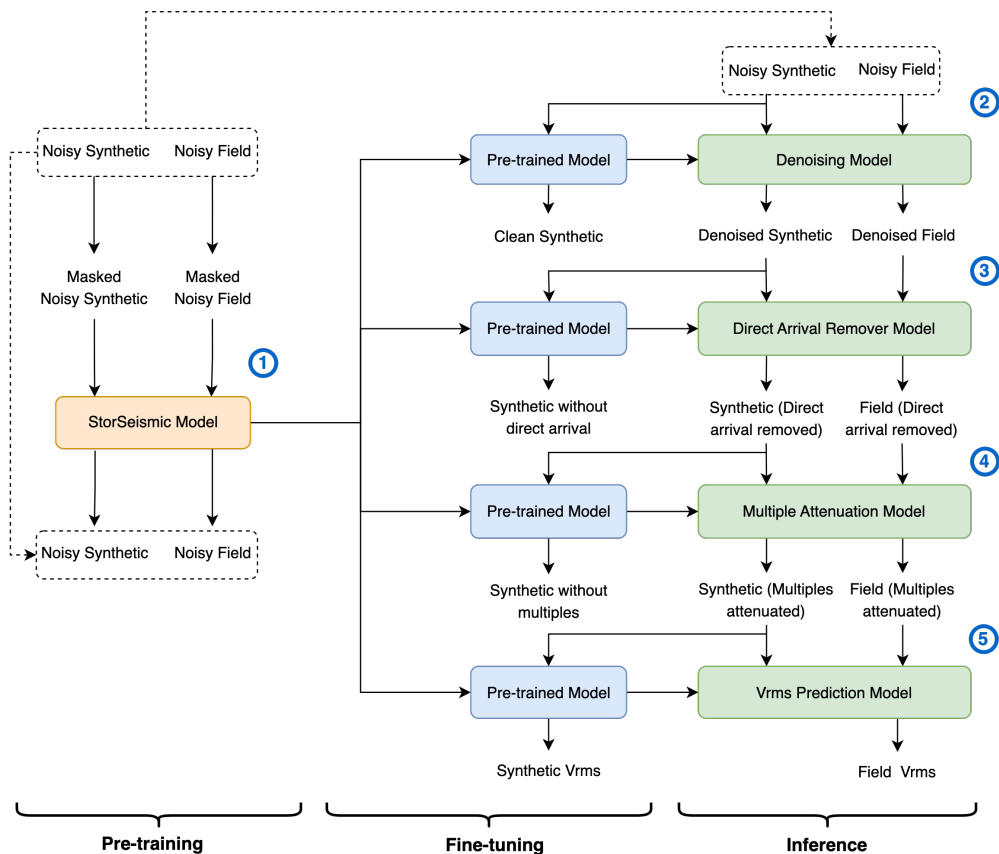 Noisy Synthetic Noisy Field
2
Noisy Synthetic Noisy Field
Pre-trained Model
Denoising Model
Clean Synthetic
Denoised Synthetic
Denoised Field
Masked
Noisy Synthetic
Masked
Noisy Field
3
Pre-trained Model
Direct Arrival Remover Model
1
StorSeismic Model
Synthetic without
direct arrival
Synthetic (Direct
arrival removed)
Field (Direct
arrival removed)
4
Pre-trained Model
Multiple Attenuation Model
Noisy Synthetic Noisy Field
Synthetic without
multiples
Synthetic (Multiples
attenuated)
Field (Multiples
attenuated)
5
Pre-trained Model
Vrms Prediction Model
Synthetic Vrms
Field Vrms
Pre-training
Fine-tuning
Inference